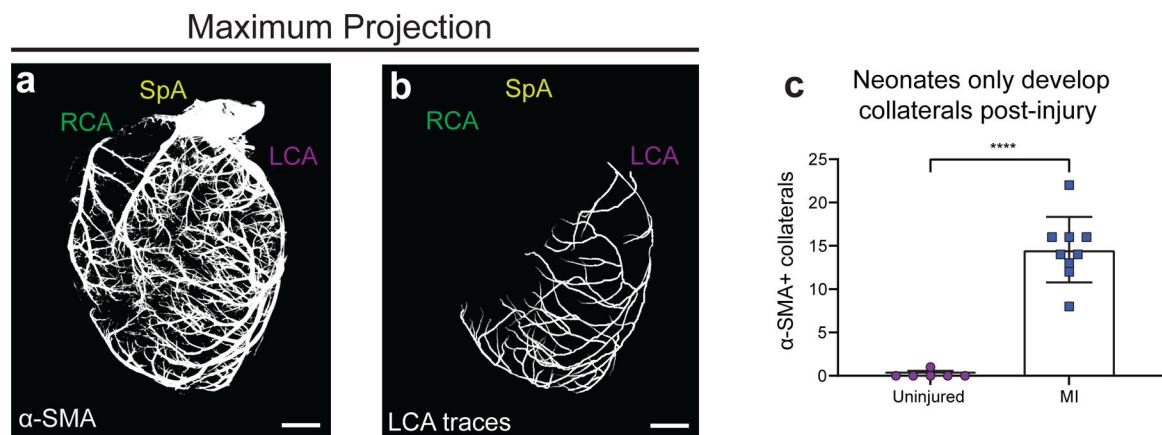 Maximum Projection
a
SpA
RCA
LCA
α-SMA
b
SpA
RCA
LCA
LCA traces
c
Neonates only develop
collaterals post-injury
****
α-SMA+ collaterals
25
20
15
10
5
0
Uninjured
MI